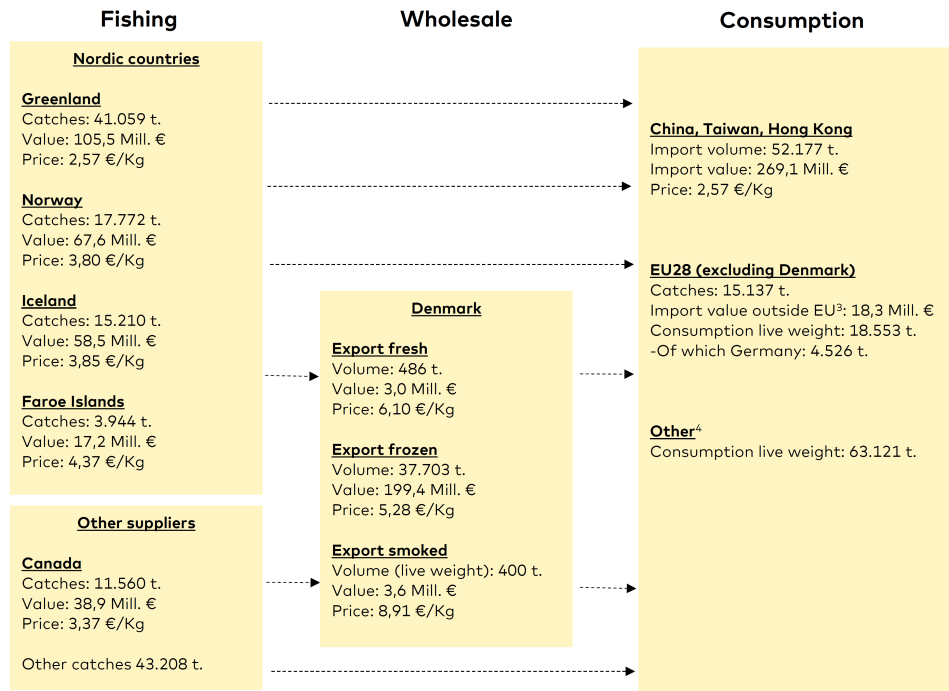 Fishing
Nordic countries
Greenland
Catches: 41.059 t.
Value: 105,5 Mill. €
Price: 2,57 €/Kg
Norway
Catches: 17.772 t.
Value: 67,6 Mill. €
Price: 3,80 €/Kg
Iceland
Catches: 15.210 t.
Value: 58,5 Mill. €
Price: 3,85 €/Kg
Faroe Islands
Catches: 3.944 t.
Value: 17,2 Mill. €
Price: 4,37 €/Kg
Other suppliers
Canada
Catches: 11.560 t.
Value: 38,9 Mill. €
Price: 3,37 €/Kg
Other catches 43.208 t.
Wholesale
Denmark
Export fresh
Volume: 486 t.
Value: 3,0 Mill. €
Price: 6,10 €/Kg
Export frozen
Volume: 37.703 t.
Value: 199,4 Mill. €
Price: 5,28 €/Kg
Export smoked
Volume (live weight): 400 t.
Value: 3,6 Mill. €
Price: 8,91 €/Kg
Consumption
China, Taiwan, Hong Kong
Import volume: 52.177 t.
Import value: 269,1 Mill. €
Price: 2,57 €/Kg
EU28 (excluding Denmark)
Catches: 15.137 t.
Import value outside EU³: 18,3 Mill. €
Consumption live weight: 18.553 t.
-Of which Germany: 4.526 t.
Other⁴
Consumption live weight: 63.121 t.